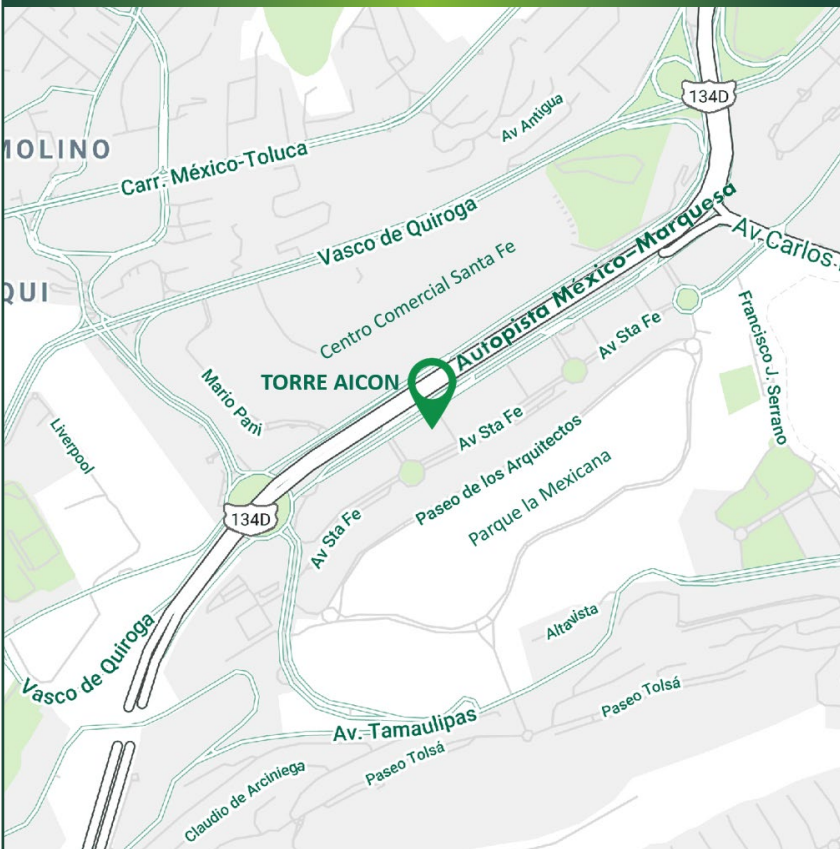 134D
Av Antigua
MOLINO
Carr. México-Toluca
Vasco de Quiroga
Autopista México-Marquesa
Av Carlos
QUI
Centro Comercial Santa Fe
Francisco J. Serrano
Av Sta Fe
TORRE AICON
Mario Pani
Av Sta Fe
Liverpool
Paseo de los Arquitectos
Parque la Mexicana
134D
Av Sta Fe
Altavista
Vasco de Quiroga
Paseo Tolsá
Av. Tamaulipas
Paseo Tolsá
Claudio de Arciniega